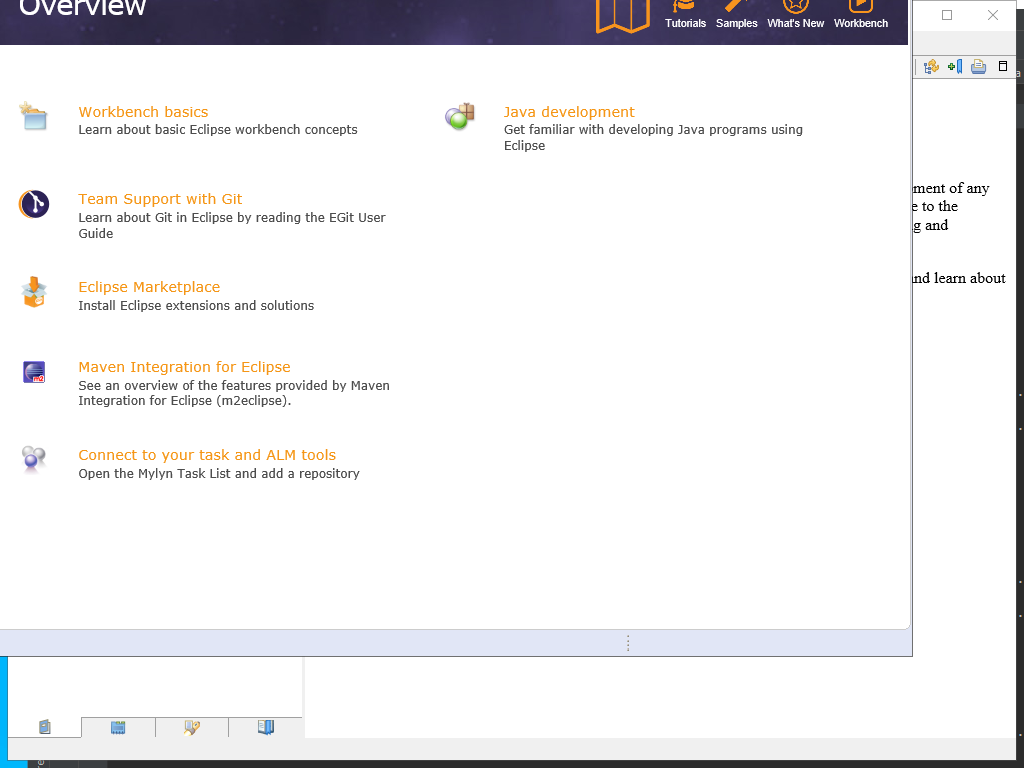 Overview
Tutorials Samples What's New Workbench
Workbench basics
Learn about basic Eclipse workbench concepts
Java development
Get familiar with developing Java programs using
Eclipse
Team Support with Git
Learn about Git in Eclipse by reading the EGit User
Guide
Eclipse Marketplace
Install Eclipse extensions and solutions
Maven Integration for Eclipse
See an overview of the features provided by Maven
Integration for Eclipse (m2eclipse).
m2
Connect to your task and ALM tools
Open the Mylyn Task List and add a repository
ement of any
e to the
g and
nd learn about